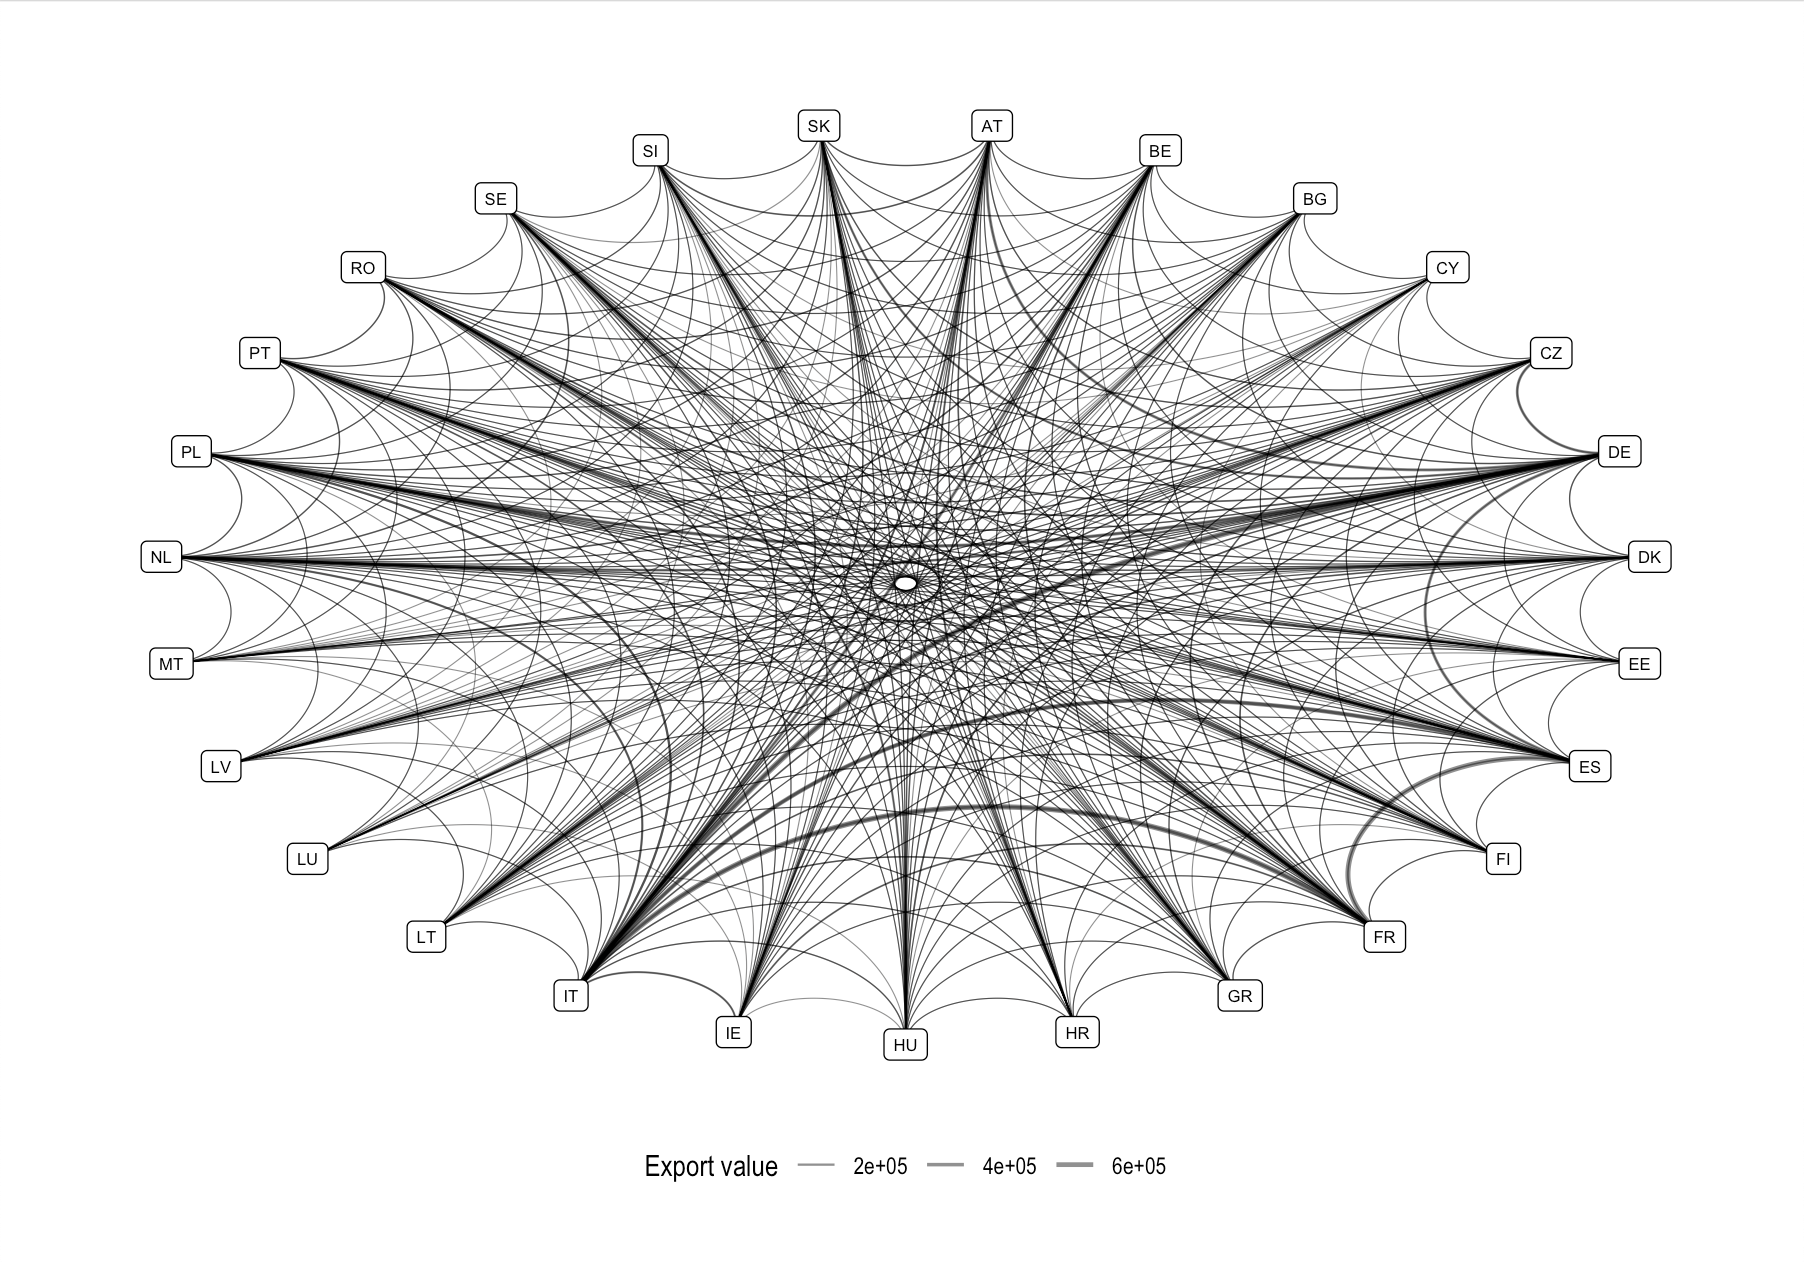 SK
AT
SI
BE
SE
BG
RO
CY
PT
CZ
PL
DE
NL
DK
MT
EE
LV
ES
LU
FI
LT
FR
IT
GR
IE
HR
HU
Export value 2e+05 4e+05 6e+05